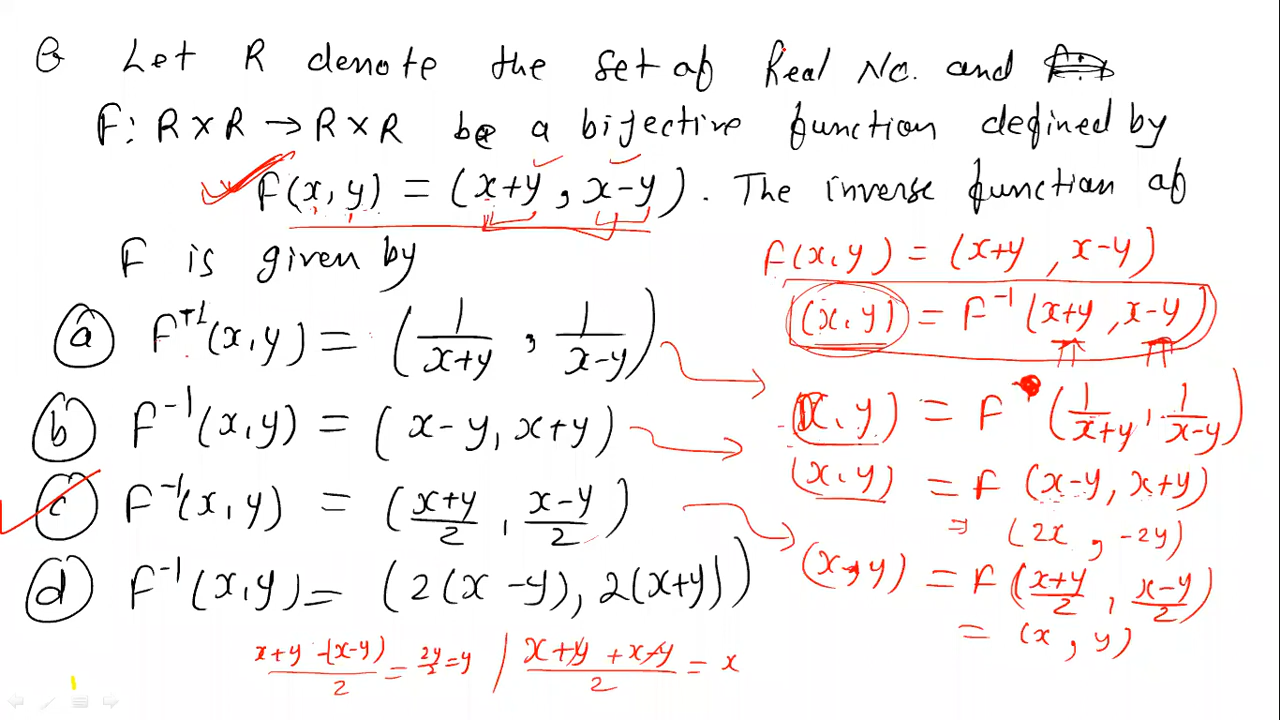 Q Let R denote the set of Real No. and
F: R × R → R × R be a bijective function defined by
F(x, y) = (x+y, x-y). The inverse function of
F is given by
F(x, y) = (x+y, x-y)
(x, y) = F⁻¹(x+y, x-y)
a F⁺¹(x, y) = (1/(x+y), 1/(x-y))
(x, y) = F (1/(x+y), 1/(x-y))
b F⁻¹(x, y) = (x-y, x+y)
(x, y) = F (x-y, x+y)
= (2x, -2y)
c F⁻¹(x, y) = ((x+y)/2, (x-y)/2)
(x, y) = F((x+y)/2, (x-y)/2)
= (x, y)
d F⁻¹(x, y) = (2(x-y), 2(x+y))
(x+y-(x-y))/2 = 2y/2 = y / (x+y+x-y)/2 = x